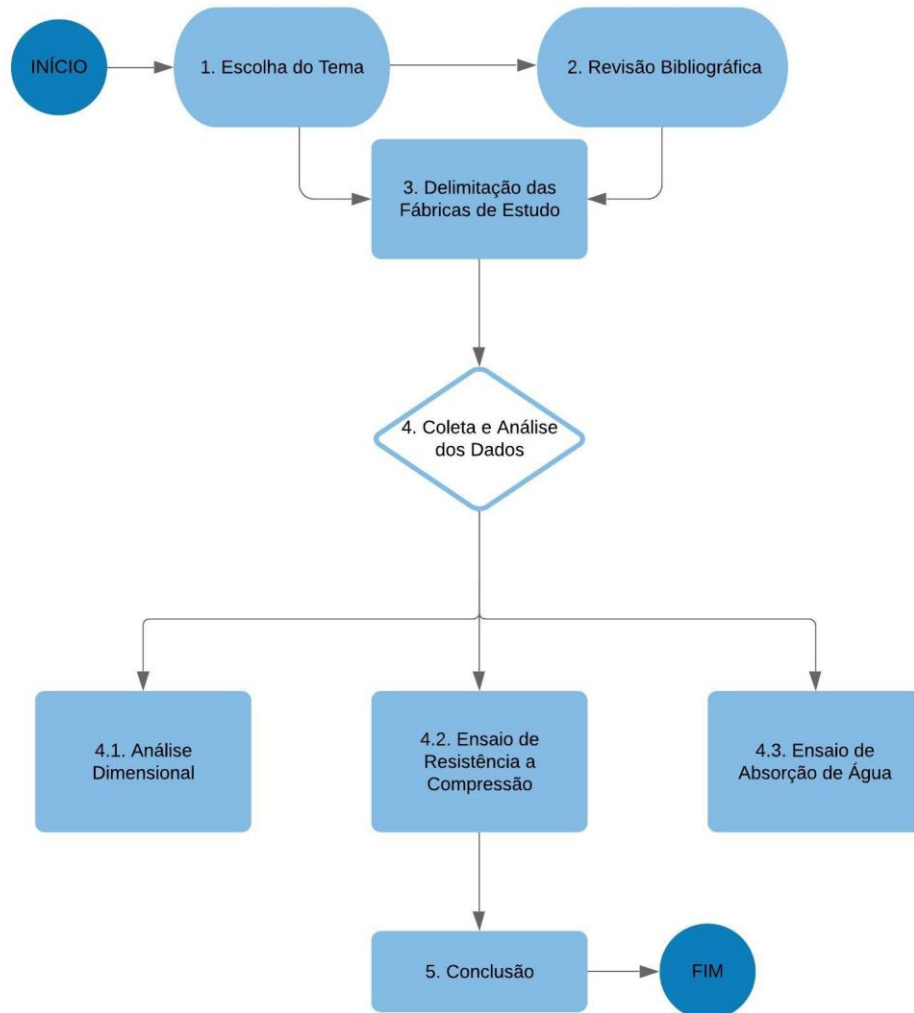 INÍCIO
1. Escolha do Tema
2. Revisão Bibliográfica
3. Delimitação das
Fábricas de Estudo
4. Coleta e Análise
dos Dados
4.1. Análise
Dimensional
4.2. Ensaio de
Resistência a
Compressão
4.3. Ensaio de
Absorção de Água
5. Conclusão
FIM